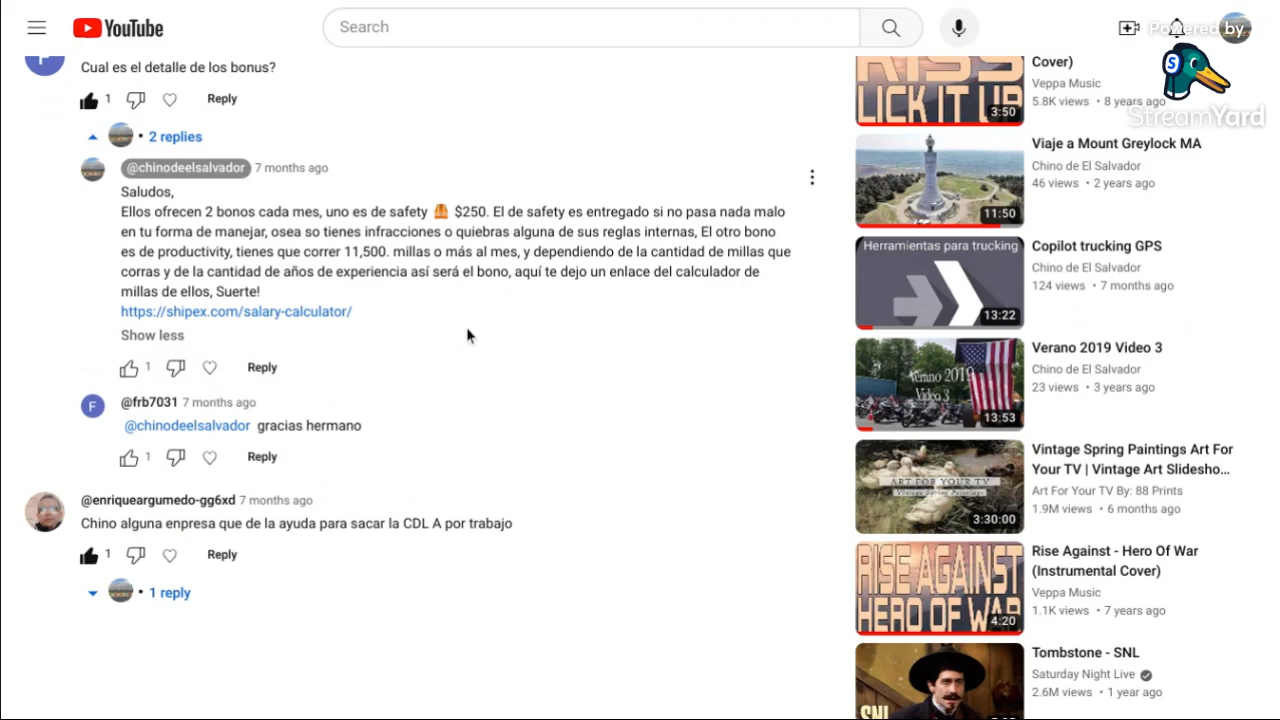 YouTube
Search
Powered by
StreamYard
Cual es el detalle de los bonus?
1
Reply
2 replies
@chinodeelsalvador 7 months ago
Saludos,
Ellos ofrecen 2 bonos cada mes, uno es de safety 🦺 $250. El de safety es entregado si no pasa nada malo
en tu forma de manejar, osea so tienes infracciones o quiebras alguna de sus reglas internas, El otro bono
es de productivity, tienes que correr 11,500. millas o más al mes, y dependiendo de la cantidad de millas que
corras y de la cantidad de años de experiencia así será el bono, aquí te dejo un enlace del calculador de
millas de ellos, Suerte!
https://shipex.com/salary-calculator/
Show less
1
Reply
F
@frb7031 7 months ago
@chinodeelsalvador gracias hermano
1
Reply
@enriqueargumedo-gg6xd 7 months ago
Chino alguna enpresa que de la ayuda para sacar la CDL A por trabajo
1
Reply
1 reply
KISS
LICK IT UP
3:50
Cover)
Veppa Music
5.8K views • 8 years ago
11:50
Viaje a Mount Greylock MA
Chino de El Salvador
46 views • 2 years ago
Herramientas para trucking
13:22
Copilot trucking GPS
Chino de El Salvador
124 views • 7 months ago
Verano 2019
Video 3
13:53
Verano 2019 Video 3
Chino de El Salvador
23 views • 3 years ago
ART FOR YOUR TV
Vintage Spring Paintings
3:30:00
Vintage Spring Paintings Art For
Your TV | Vintage Art Slidesho...
Art For Your TV By: 88 Prints
1.9M views • 6 months ago
RISE AGAINST
HERO OF WAR
4:20
Rise Against - Hero Of War
(Instrumental Cover)
Veppa Music
1.1K views • 7 years ago
SNL
Tombstone - SNL
Saturday Night Live
2.6M views • 1 year ago